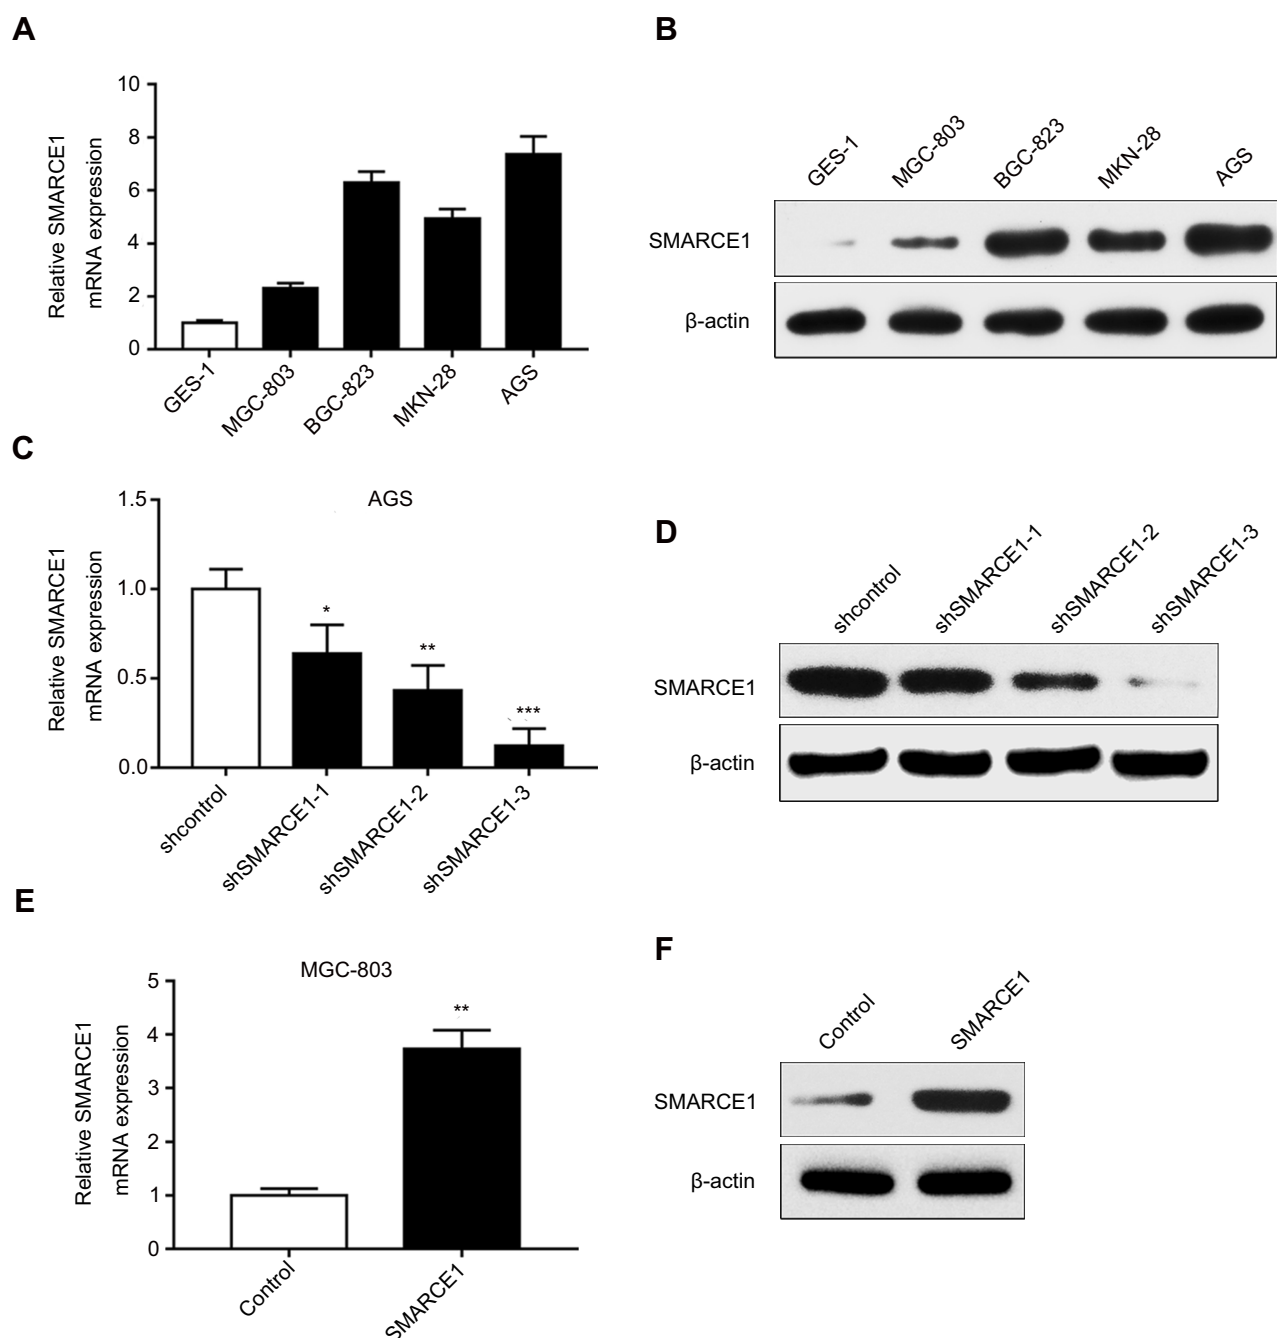 A
Relative SMARCE1
mRNA expression
10
8
6
4
2
0
GES-1
MGC-803
BGC-823
MKN-28
AGS
B
GES-1
MGC-803
BGC-823
MKN-28
AGS
SMARCE1
β-actin
C
AGS
Relative SMARCE1
mRNA expression
1.5
1.0
0.5
0.0
*
**
***
shcontrol
shSMARCE1-1
shSMARCE1-2
shSMARCE1-3
D
shcontrol
shSMARCE1-1
shSMARCE1-2
shSMARCE1-3
SMARCE1
β-actin
E
MGC-803
Relative SMARCE1
mRNA expression
5
4
3
2
1
0
**
Control
SMARCE1
F
Control
SMARCE1
SMARCE1
β-actin